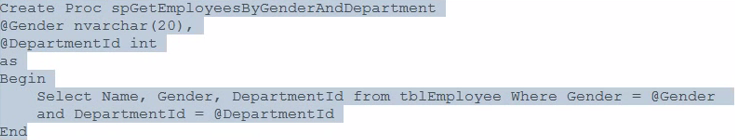 Create Proc spGetEmployeesByGenderAndDepartment
@Gender nvarchar(20),
@DepartmentId int
as
Begin
    Select Name, Gender, DepartmentId from tblEmployee Where Gender = @Gender
    and DepartmentId = @DepartmentId
End